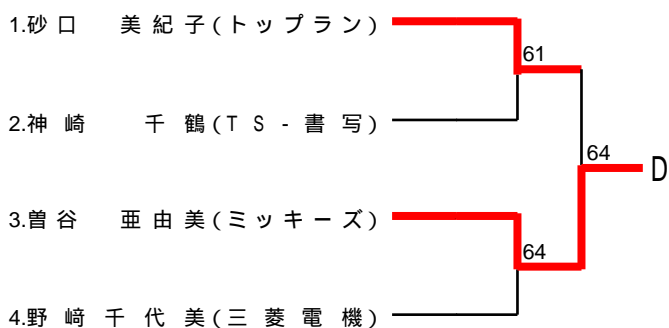 1.砂口 美紀子(トップラン)
61
2.神崎 千鶴(TS-書写)
64
D
3.曽谷 亜由美(ミッキーズ)
64
4.野﨑千代美(三菱電機)